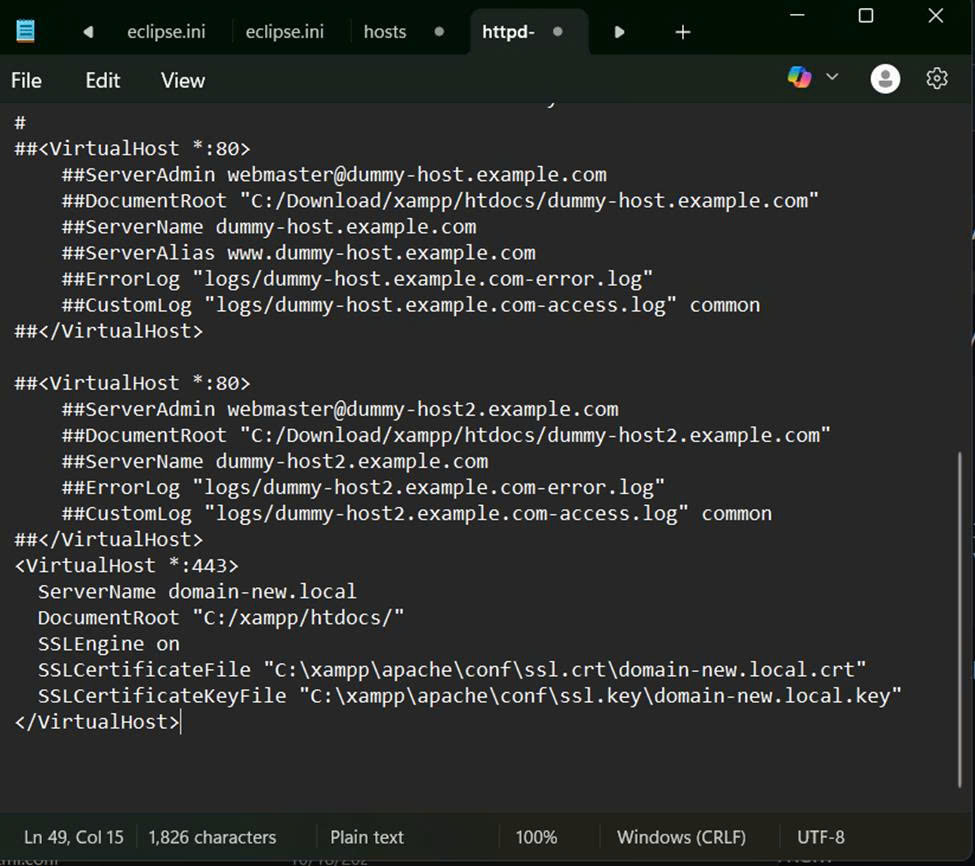 eclipse.ini eclipse.ini hosts httpd-
File Edit View
#
##<VirtualHost *:80>
##ServerAdmin webmaster@dummy-host.example.com
##DocumentRoot "C:/Download/xampp/htdocs/dummy-host.example.com"
##ServerName dummy-host.example.com
##ServerAlias www.dummy-host.example.com
##ErrorLog "logs/dummy-host.example.com-error.log"
##CustomLog "logs/dummy-host.example.com-access.log" common
##</VirtualHost>
##<VirtualHost *:80>
##ServerAdmin webmaster@dummy-host2.example.com
##DocumentRoot "C:/Download/xampp/htdocs/dummy-host2.example.com"
##ServerName dummy-host2.example.com
##ErrorLog "logs/dummy-host2.example.com-error.log"
##CustomLog "logs/dummy-host2.example.com-access.log" common
##</VirtualHost>
<VirtualHost *:443>
ServerName domain-new.local
DocumentRoot "C:/xampp/htdocs/"
SSLEngine on
SSLCertificateFile "C:\xampp\apache\conf\ssl.crt\domain-new.local.crt"
SSLCertificateKeyFile "C:\xampp\apache\conf\ssl.key\domain-new.local.key"
</VirtualHost>
Ln 49, Col 15 1,826 characters Plain text 100% Windows (CRLF) UTF-8